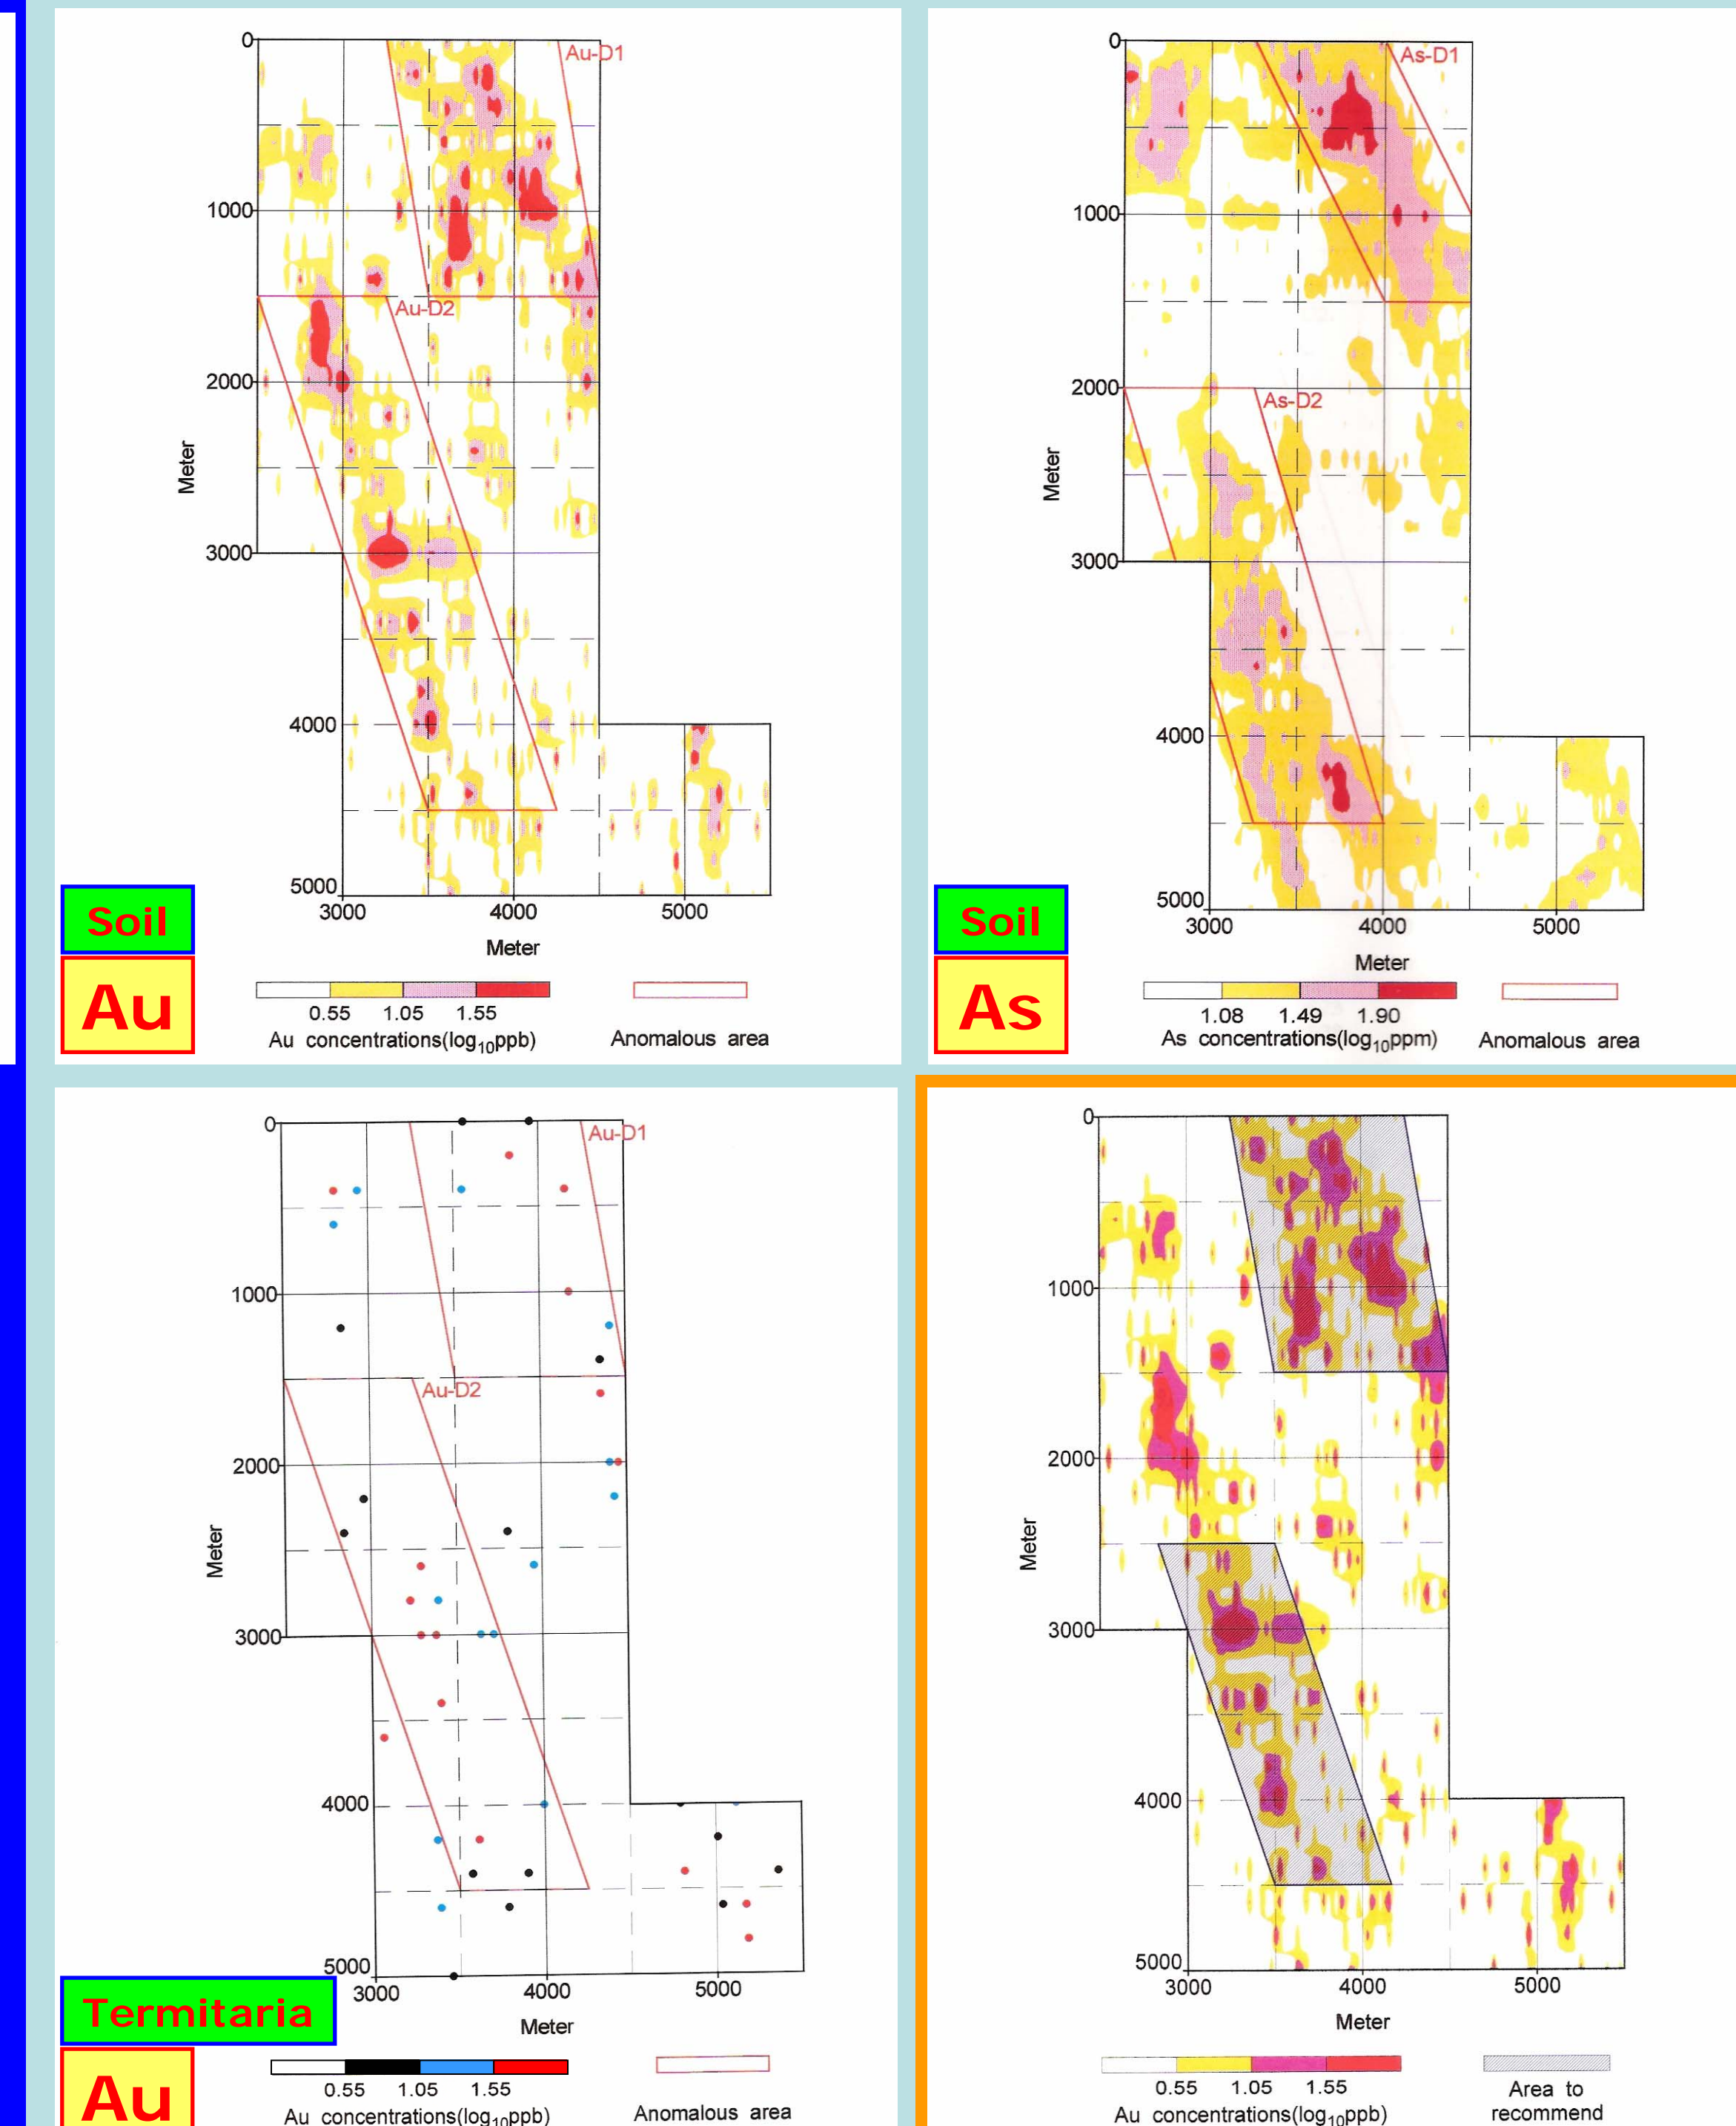 Au-D1
Au-D2
0
1000
2000
3000
4000
5000
Meter
3000
4000
5000
Meter
Soil
Au
0.55
1.05
1.55
Au concentrations(log10ppb)
Anomalous area
As-D1
As-D2
0
1000
2000
3000
4000
5000
Meter
3000
4000
5000
Meter
Soil
As
1.08
1.49
1.90
As concentrations(log10ppm)
Anomalous area
Au-D1
Au-D2
0
1000
2000
3000
4000
5000
Meter
3000
4000
5000
Meter
Termitaria
Au
0.55
1.05
1.55
Au concentrations(log10ppb)
Anomalous area
0
1000
2000
3000
4000
5000
Meter
3000
4000
5000
Meter
0.55
1.05
1.55
Au concentrations(log10ppb)
Area to
recommend